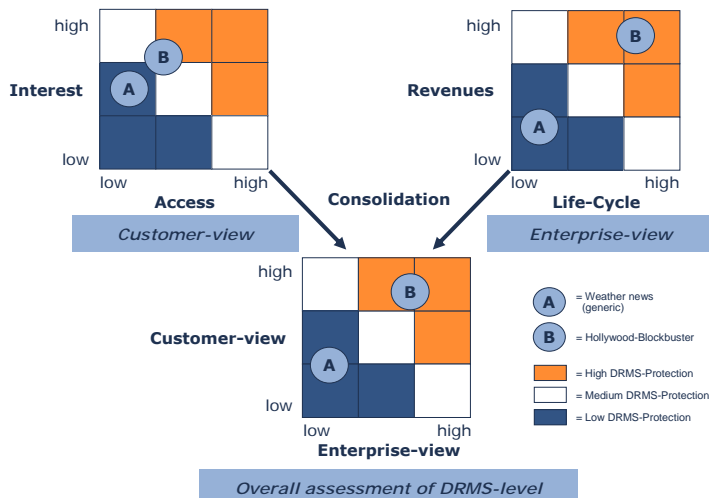 high
B
Interest
A
low
low
high
Access
Customer-view
high
B
Revenues
A
low
low
high
Life-Cycle
Enterprise-view
Consolidation
high
B
Customer-view
A
low
low
high
Enterprise-view
Overall assessment of DRMS-level
A = Weather news
(generic)
B = Hollywood-Blockbuster
= High DRMS-Protection
= Medium DRMS-Protection
= Low DRMS-Protection